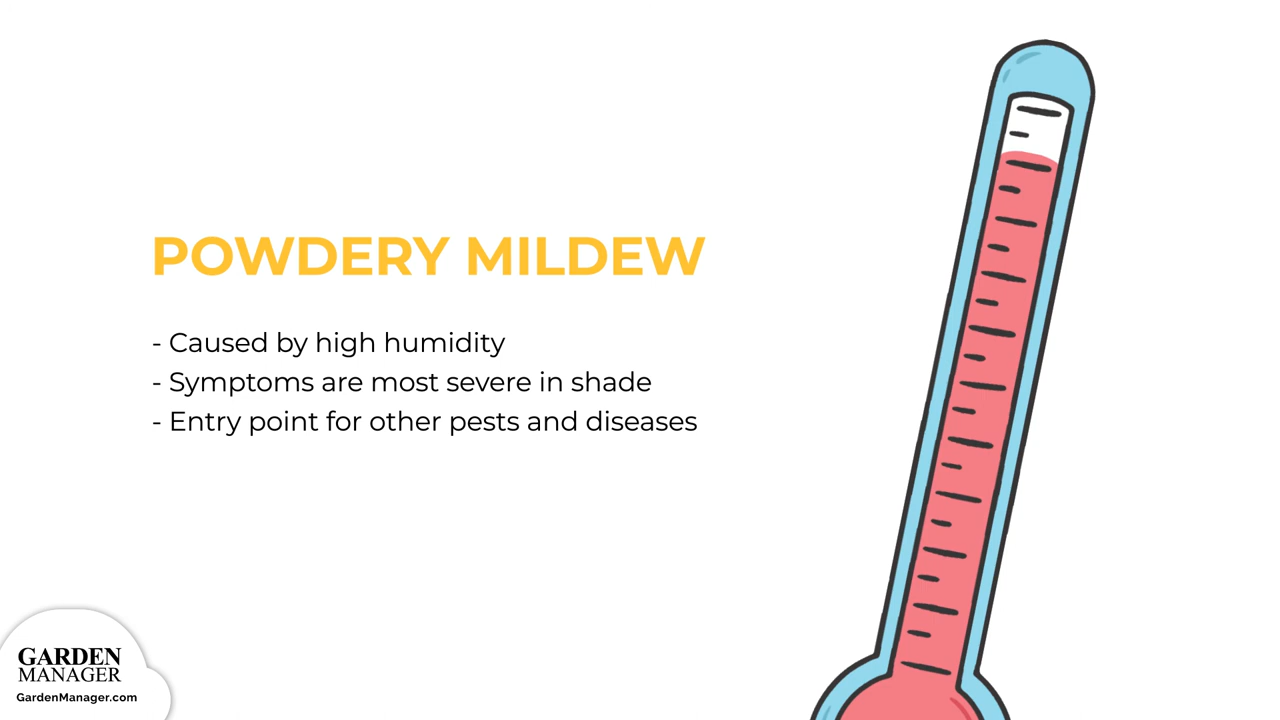 POWDERY MILDEW
- Caused by high humidity
- Symptoms are most severe in shade
- Entry point for other pests and diseases
GARDEN
MANAGER
GardenManager.com